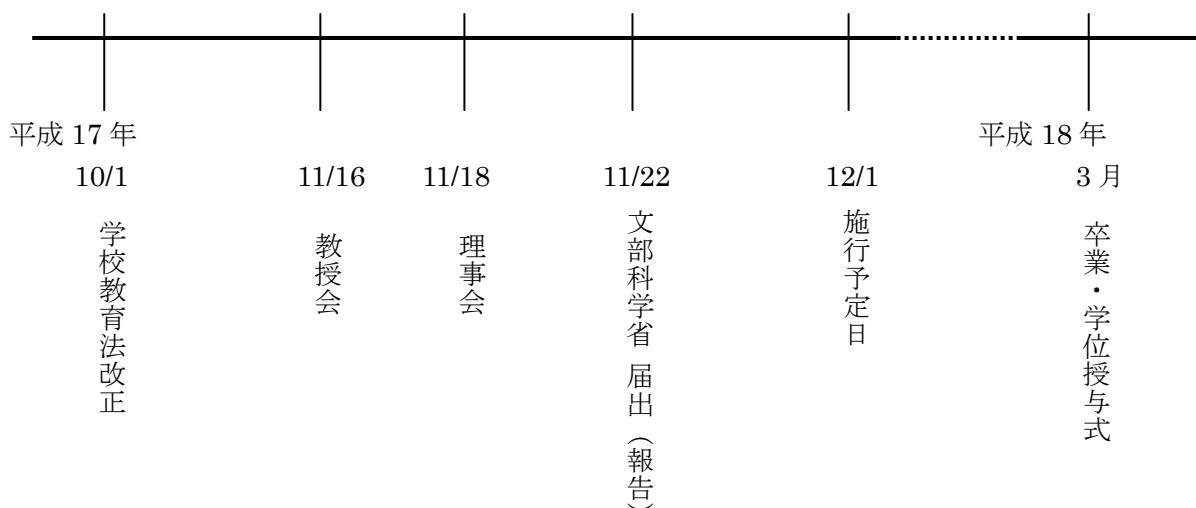 平成 17 年
平成 18 年
10/1
11/16
11/18
11/22
12/1
3 月
学校教育法改正
教授会
理事会
文部科学省 届出（報告）
施行予定日
卒業・学位授与式